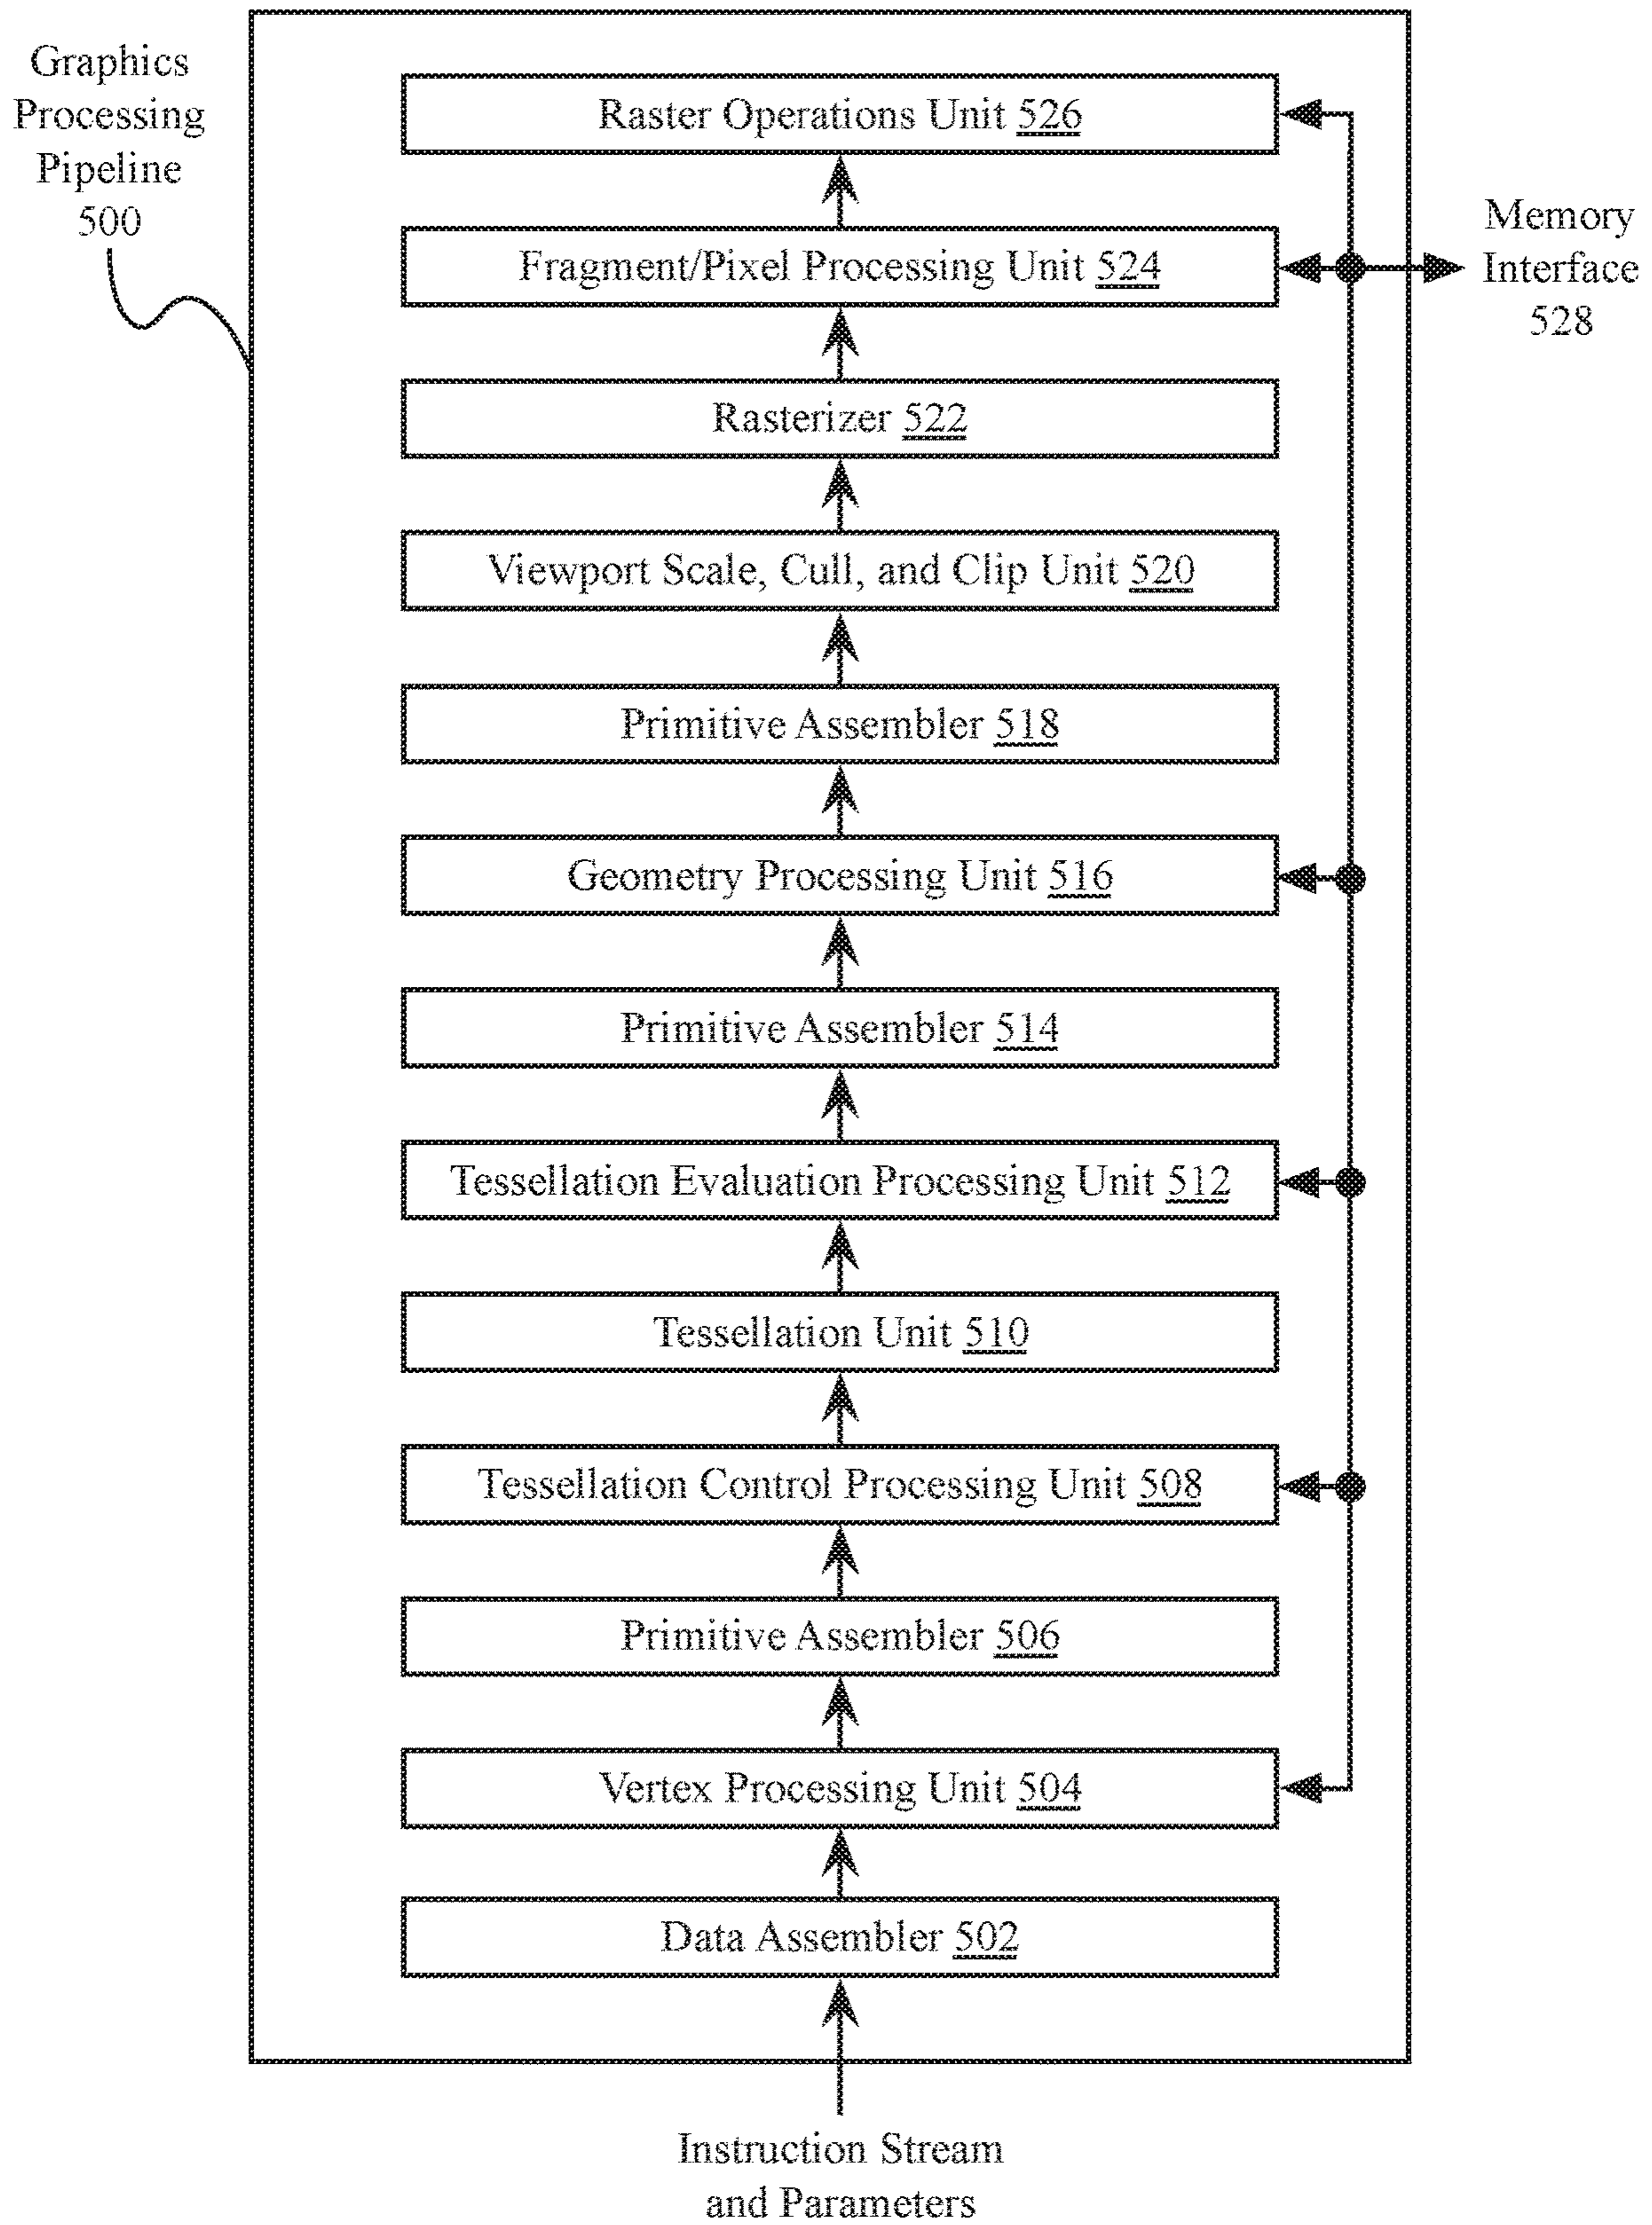 Graphics
Processing
Pipeline
500
Raster Operations Unit 526
Fragment/Pixel Processing Unit 524
Memory
Interface
528
Rasterizer 522
Viewport Scale, Cull, and Clip Unit 520
Primitive Assembler 518
Geometry Processing Unit 516
Primitive Assembler 514
Tessellation Evaluation Processing Unit 512
Tessellation Unit 510
Tessellation Control Processing Unit 508
Primitive Assembler 506
Vertex Processing Unit 504
Data Assembler 502
Instruction Stream
and Parameters